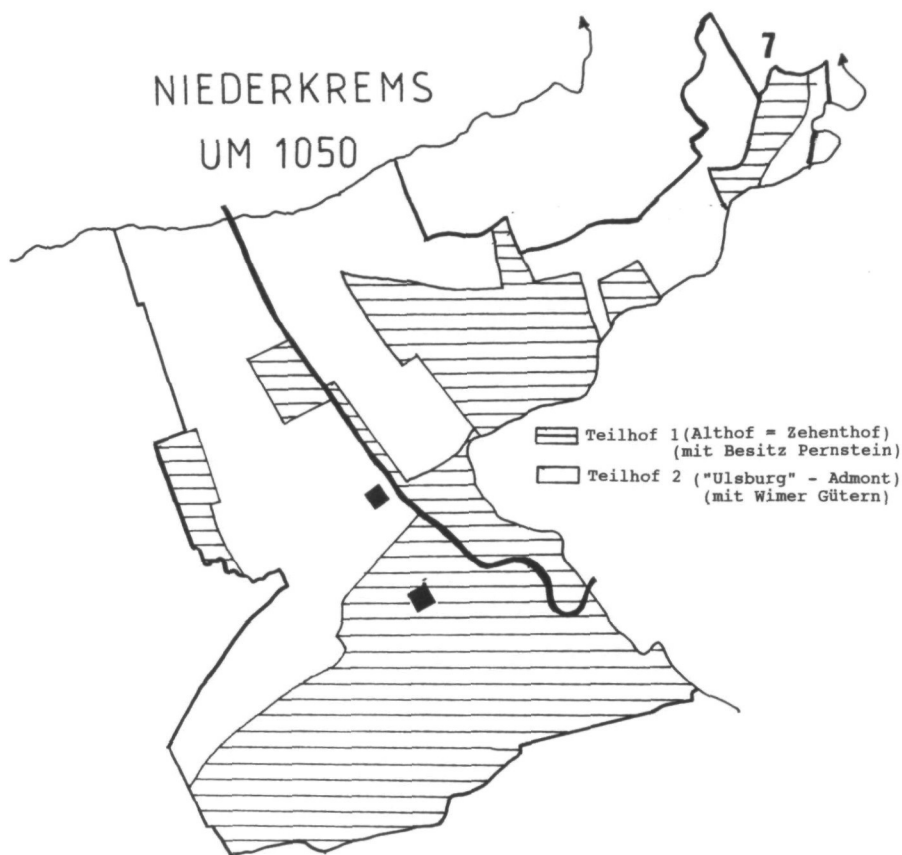 NIEDERKREMS
UM 1050
7
Teilhof 1 (Althof = Zehenthof)
(mit Besitz Pernstein)
Teilhof 2 ("Ulsburg" - Admont)
(mit Wimer Gütern)